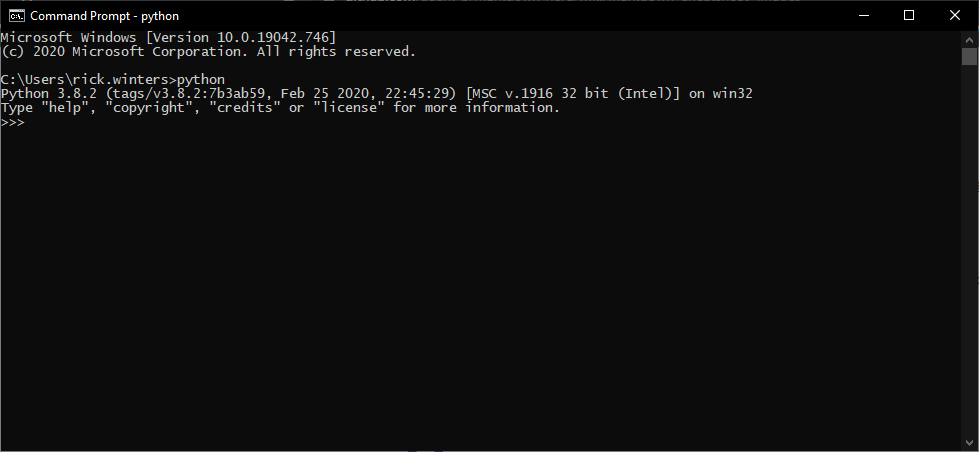 Command Prompt - python
Microsoft Windows [Version 10.0.19042.746]
(c) 2020 Microsoft Corporation. All rights reserved.
C:\Users\rick.winters>python
Python 3.8.2 (tags/v3.8.2:7b3ab59, Feb 25 2020, 22:45:29) [MSC v.1916 32 bit (Intel)] on win32
Type "help", "copyright", "credits" or "license" for more information.
>>>